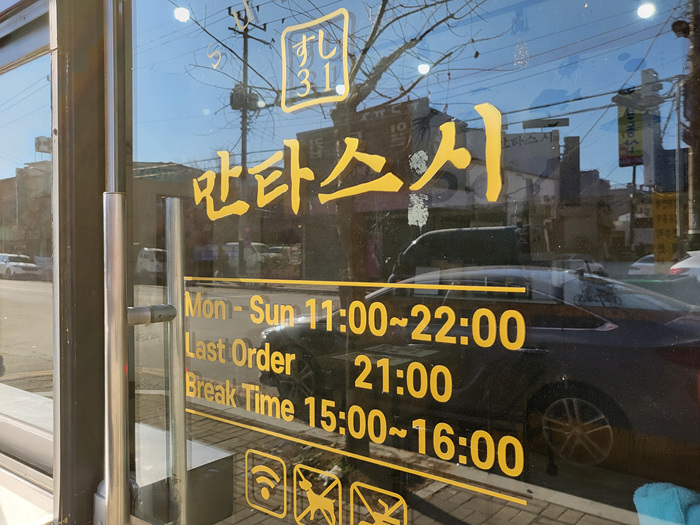 すし
31
만타스시
Mon - Sun 11:00~22:00
Last Order 21:00
Break Time 15:00~16:00